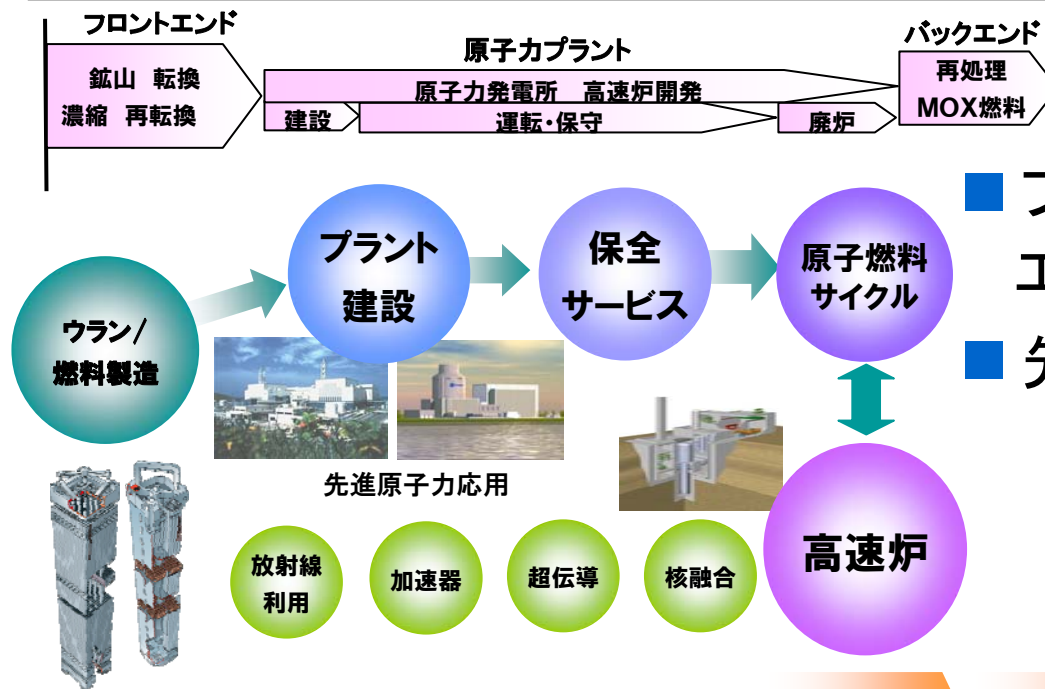 フロントエンド
原子力プラント
バックエンド
鉱山 転換
濃縮 再転換
原子力発電所 高速炉開発
建設
運転・保守
廃炉
再処理
MOX燃料
プラント
建設
保全
サービス
原子燃料
サイクル
ウラン/
燃料製造
先進原子力応用
放射線
利用
加速器
超伝導
核融合
高速炉
■
エ
■ 先